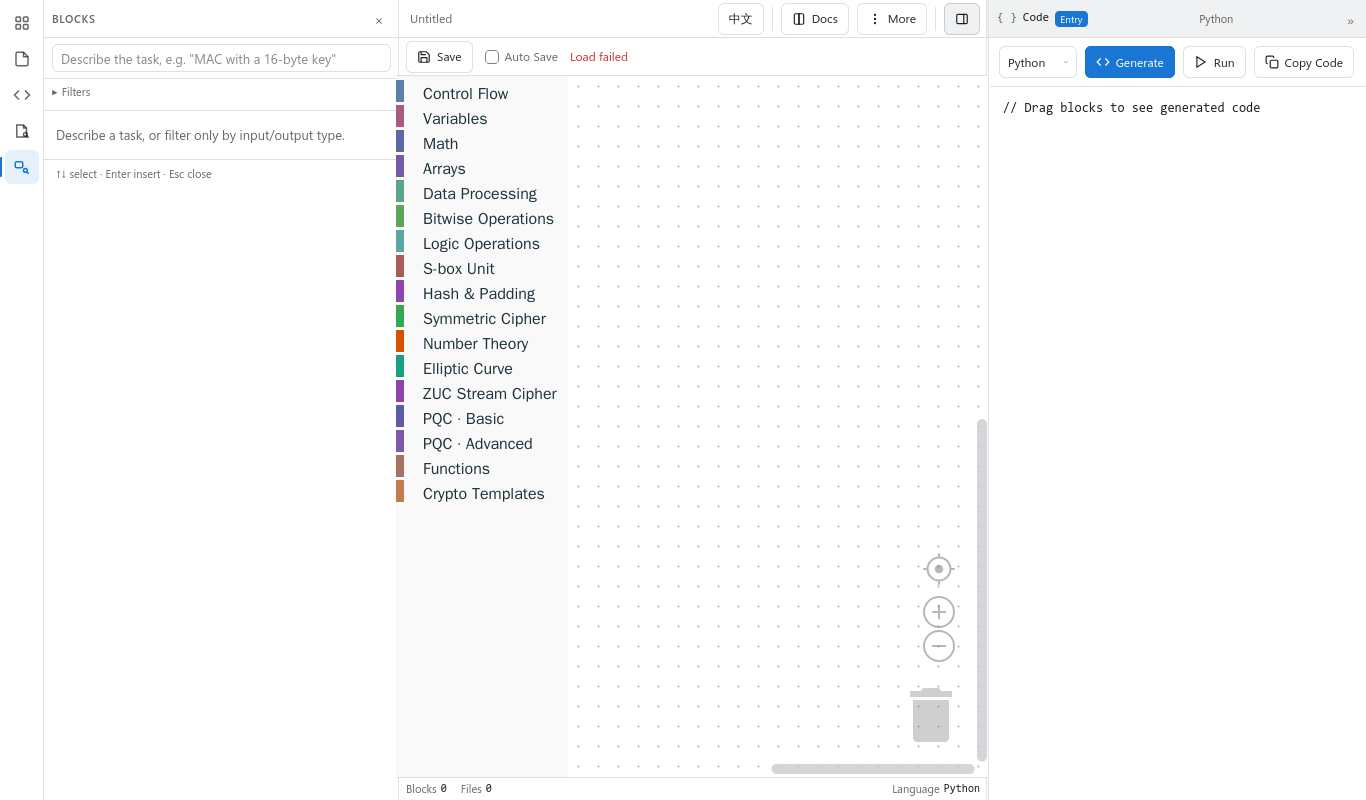 BLOCKS ×
Describe the task, e.g. "MAC with a 16-byte key"
▸ Filters
Describe a task, or filter only by input/output type.
↑↓ select · Enter insert · Esc close
Untitled
中文
Docs
More
Save
Auto Save
Load failed
Control Flow
Variables
Math
Arrays
Data Processing
Bitwise Operations
Logic Operations
S-box Unit
Hash & Padding
Symmetric Cipher
Number Theory
Elliptic Curve
ZUC Stream Cipher
PQC · Basic
PQC · Advanced
Functions
Crypto Templates
Blocks 0 Files 0
Language Python
{ } Code Entry
Python
»
Python
Generate
Run
Copy Code
// Drag blocks to see generated code